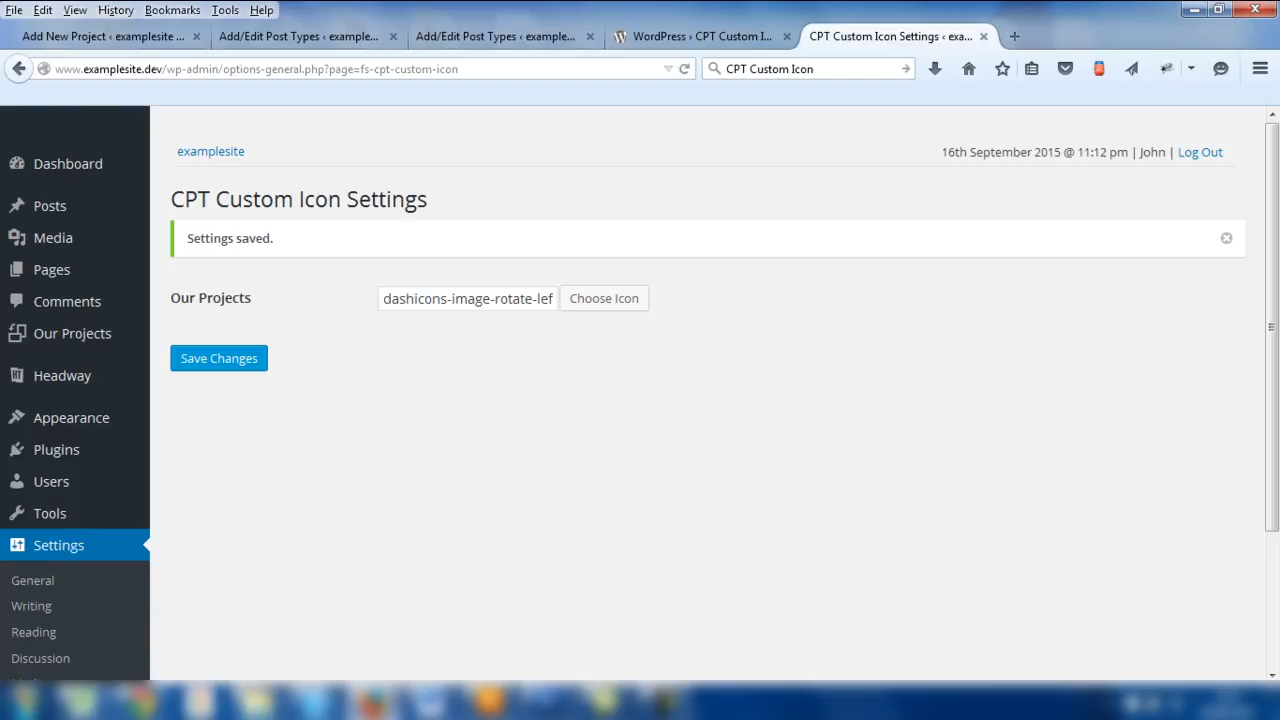 File Edit View History Bookmarks Tools Help
Add New Project ‹ examplesite ... Add/Edit Post Types ‹ example... Add/Edit Post Types ‹ example... WordPress › CPT Custom I... CPT Custom Icon Settings ‹ exa...
www.examplesite.dev/wp-admin/options-general.php?page=fs-cpt-custom-icon CPT Custom Icon
examplesite 16th September 2015 @ 11:12 pm | John | Log Out
Dashboard
Posts
Media
Pages
Comments
Our Projects
Headway
Appearance
Plugins
Users
Tools
Settings
General
Writing
Reading
Discussion
CPT Custom Icon Settings
Settings saved.
Our Projects dashicons-image-rotate-lef Choose Icon
Save Changes